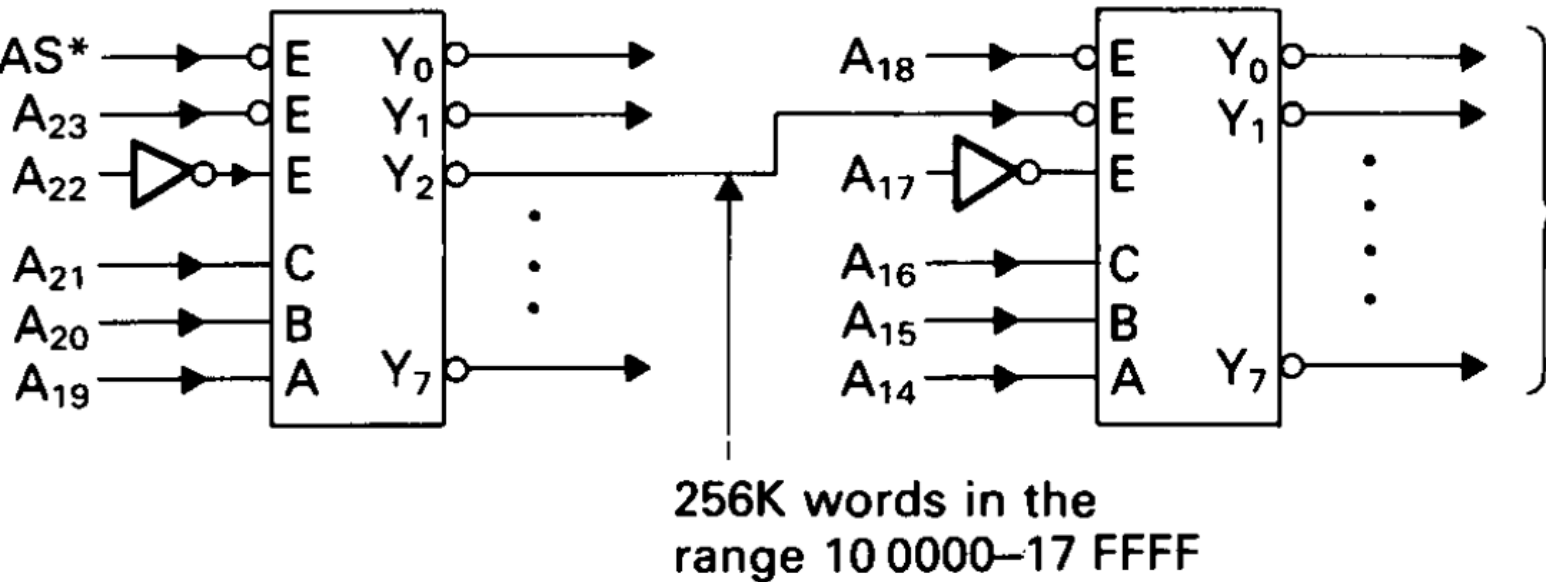 AS*
A₂₃
A₂₂
A₂₁
A₂₀
A₁₉
E
E
E
C
B
A
Y₀
Y₁
Y₂
Y₇
A₁₈
A₁₇
A₁₆
A₁₅
A₁₄
E
E
E
C
B
A
Y₀
Y₁
Y₇
256K words in the
range 10 0000–17 FFFF